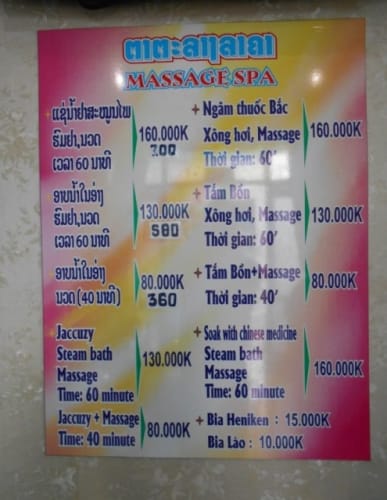 ຕາຕະລາງລາຄາ
MASSAGE SPA
+ ແຊ່ນ້ຳຢາສະໝຸນໄພ
ຮົມຢາ,ນວດ
ເວລາ 60 ນາທີ
160.000K
700
+ ອາບນ້ຳໃນອ່າງ
ຮົມຢາ,ນວດ
ເວລາ 60 ນາທີ
130.000K
580
+ ອາບນ້ຳໃນອ່າງ
ນວດ (40 ນາທີ)
80.000K
360
+ Jaccuzy
Steam bath
Massage
Time: 60 minute
130.000K
+ Jaccuzy + Massage
Time: 40 minute
80.000K
+ Ngâm thuốc Bắc
Xông hơi, Massage
Thời gian: 60'
160.000K
+ Tắm Bồn
Xông hơi, Massage
Thời gian: 60'
130.000K
+ Tắm Bồn+Massage
Thời gian: 40'
80.000K
+ Soak with chinese medicine
Steam bath
Massage
Time: 60 minute
160.000K
+ Bia Heniken : 15.000K
Bia Lào : 10.000K